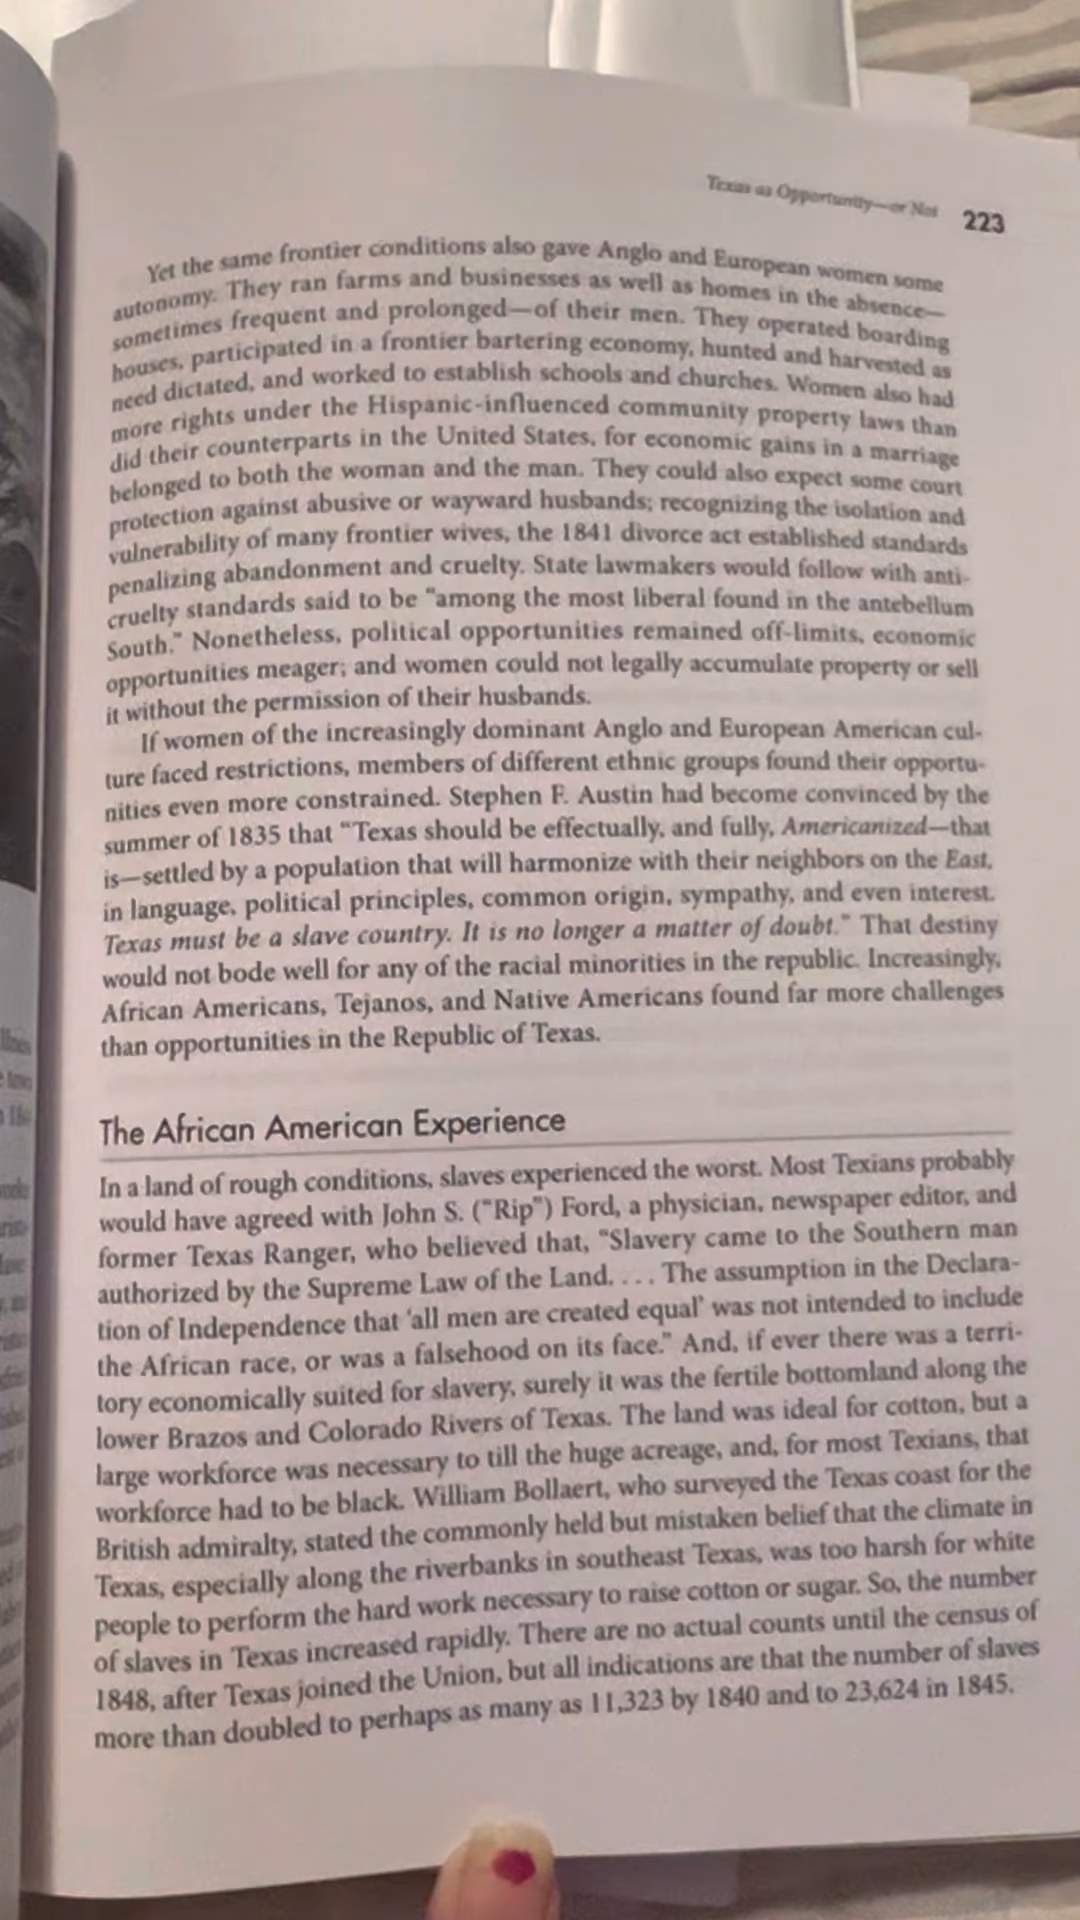 Texas as Opportunity—or Not 223
Yet the same frontier conditions also gave Anglo and European women some
autonomy. They ran farms and businesses as well as homes in the absence—
sometimes frequent and prolonged—of their men. They operated boarding
houses, participated in a frontier bartering economy, hunted and harvested as
need dictated, and worked to establish schools and churches. Women also had
more rights under the Hispanic-influenced community property laws than
did their counterparts in the United States, for economic gains in a marriage
belonged to both the woman and the man. They could also expect some court
protection against abusive or wayward husbands; recognizing the isolation and
vulnerability of many frontier wives, the 1841 divorce act established standards
penalizing abandonment and cruelty. State lawmakers would follow with anti-
cruelty standards said to be "among the most liberal found in the antebellum
South." Nonetheless, political opportunities remained off-limits, economic
opportunities meager; and women could not legally accumulate property or sell
it without the permission of their husbands.
If women of the increasingly dominant Anglo and European American cul-
ture faced restrictions, members of different ethnic groups found their opportu-
nities even more constrained. Stephen F. Austin had become convinced by the
summer of 1835 that "Texas should be effectually, and fully, Americanized—that
is—settled by a population that will harmonize with their neighbors on the East,
in language, political principles, common origin, sympathy, and even interest.
Texas must be a slave country. It is no longer a matter of doubt." That destiny
would not bode well for any of the racial minorities in the republic. Increasingly,
African Americans, Tejanos, and Native Americans found far more challenges
than opportunities in the Republic of Texas.
The African American Experience
In a land of rough conditions, slaves experienced the worst. Most Texians probably
would have agreed with John S. ("Rip") Ford, a physician, newspaper editor, and
former Texas Ranger, who believed that, "Slavery came to the Southern man
authorized by the Supreme Law of the Land. . . . The assumption in the Declara-
tion of Independence that 'all men are created equal' was not intended to include
the African race, or was a falsehood on its face." And, if ever there was a terri-
tory economically suited for slavery, surely it was the fertile bottomland along the
lower Brazos and Colorado Rivers of Texas. The land was ideal for cotton, but a
large workforce was necessary to till the huge acreage, and, for most Texians, that
workforce had to be black. William Bollaert, who surveyed the Texas coast for the
British admiralty, stated the commonly held but mistaken belief that the climate in
Texas, especially along the riverbanks in southeast Texas, was too harsh for white
people to perform the hard work necessary to raise cotton or sugar. So, the number
of slaves in Texas increased rapidly. There are no actual counts until the census of
1848, after Texas joined the Union, but all indications are that the number of slaves
more than doubled to perhaps as many as 11,323 by 1840 and to 23,624 in 1845.